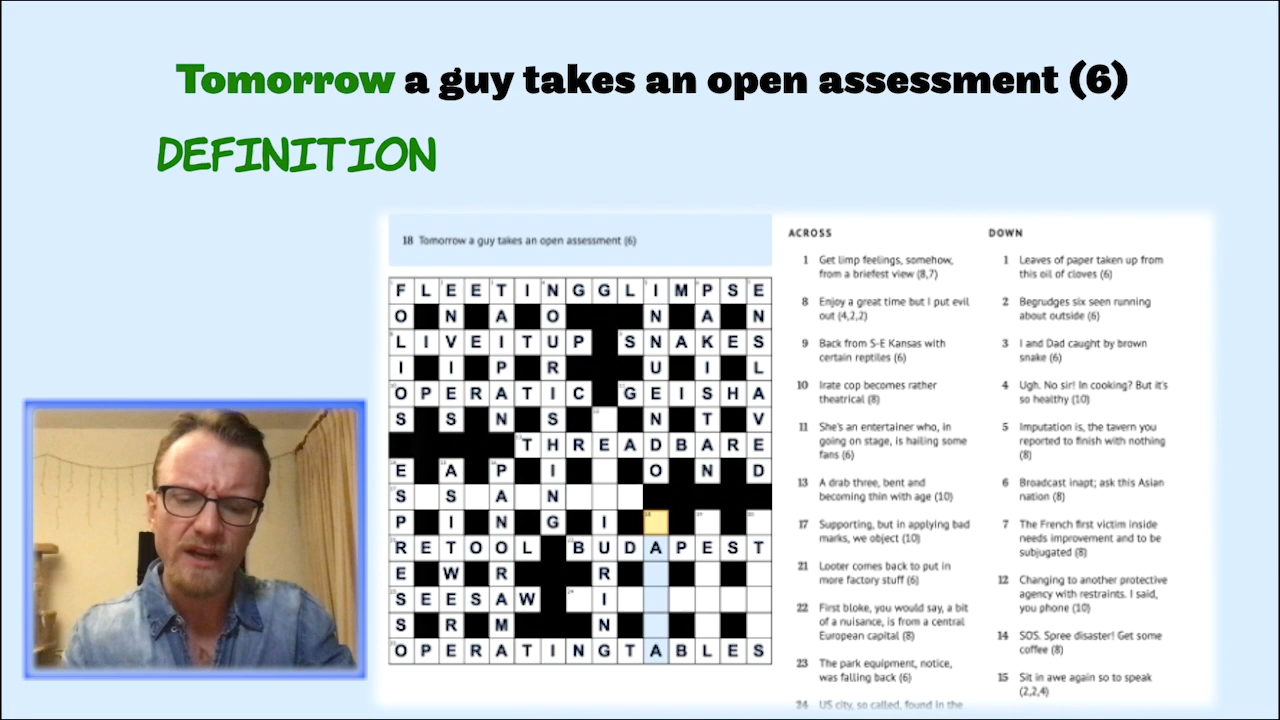 Tomorrow a guy takes an open assessment (6)
DEFINITION
18 Tomorrow a guy takes an open assessment (6)
FLEETINGGLIMPSE
O N A O N A N
LIVEITUP SNAKES
I I P R U I L
OPERATIC GEISHA
S S N S N T V
THREADBARE
E A P I O N D
S S A N
P I N G I
RETOOL BUDAPEST
E W R R
SEESAW I
S R M N
OPERATINGTABLES
ACROSS
1 Get limp feelings, somehow,
from a briefest view (8,7)
8 Enjoy a great time but I put evil
out (4,2,2)
9 Back from S-E Kansas with
certain reptiles (6)
10 Irate cop becomes rather
theatrical (8)
11 She's an entertainer who, in
going on stage, is hailing some
fans (6)
13 A drab three, bent and
becoming thin with age (10)
17 Supporting, but in applying bad
marks, we object (10)
21 Looter comes back to put in
more factory stuff (6)
22 First bloke, you would say, a bit
of a nuisance, is from a central
European capital (8)
23 The park equipment, notice,
was falling back (6)
24 US city, so called, found in the
DOWN
1 Leaves of paper taken up from
this oil of cloves (6)
2 Begrudges six seen running
about outside (6)
3 I and Dad caught by brown
snake (6)
4 Ugh. No sir! In cooking? But it's
so healthy (10)
5 Imputation is, the tavern you
reported to finish with nothing
(8)
6 Broadcast inapt; ask this Asian
nation (8)
7 The French first victim inside
needs improvement and to be
subjugated (8)
12 Changing to another protective
agency with restraints. I said,
you phone (10)
14 SOS. Spree disaster! Get some
coffee (8)
15 Sit in awe again so to speak
(2,2,4)